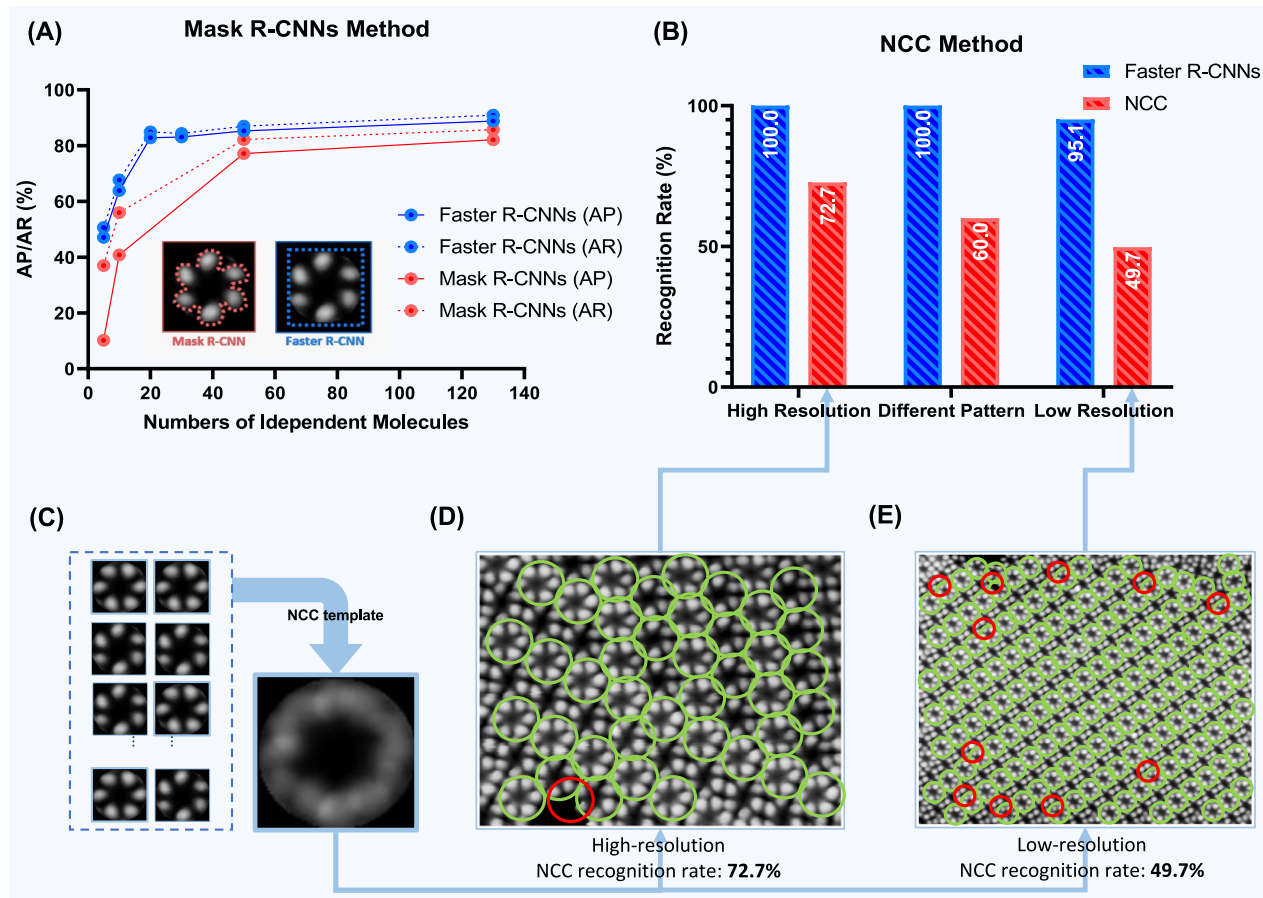 (A)
Mask R-CNNs Method
AP/AR (%)
100
80
60
40
20
0
0
20
40
60
80
100
120
140
Numbers of Idependent Molecules
Faster R-CNNs (AP)
Faster R-CNNs (AR)
Mask R-CNNs (AP)
Mask R-CNNs (AR)
Mask R-CNN
Faster R-CNN
(B)
NCC Method
Faster R-CNNs
NCC
Recognition Rate (%)
100
50
0
100.0
72.7
100.0
60.0
95.1
49.7
High Resolution
Different Pattern
Low Resolution
(C)
NCC template
(D)
High-resolution
NCC recognition rate: 72.7%
(E)
Low-resolution
NCC recognition rate: 49.7%